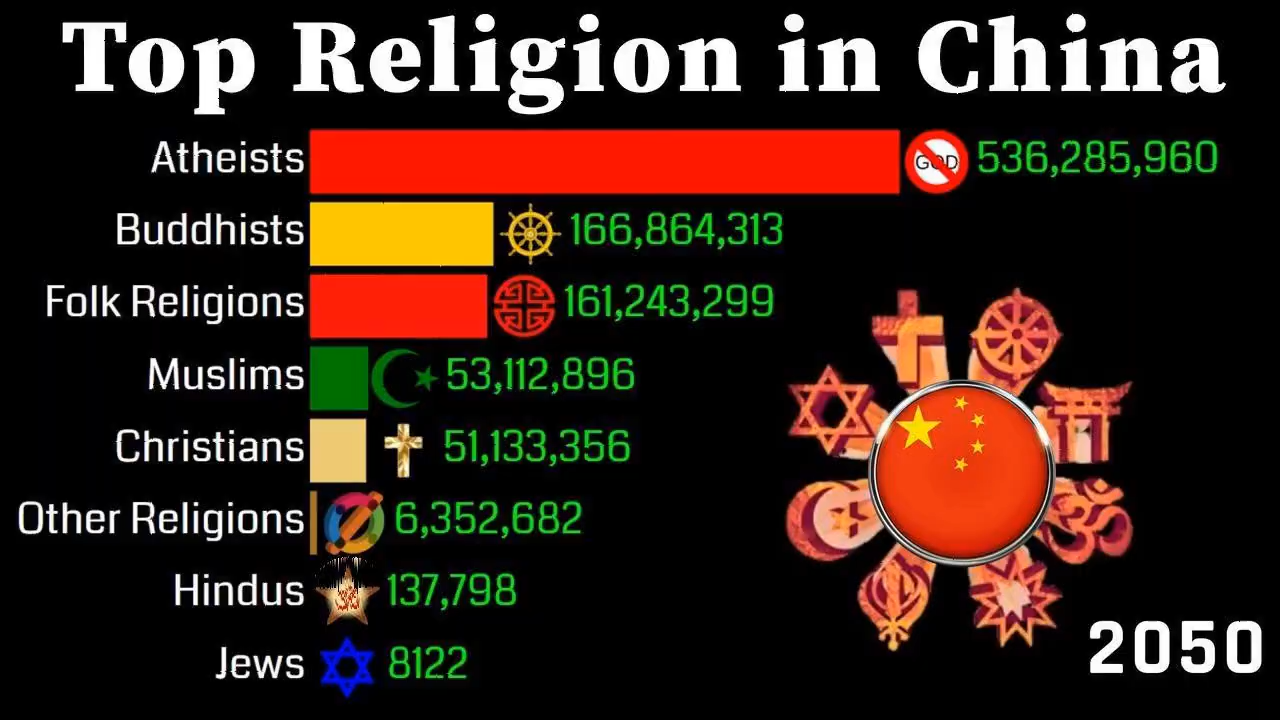 Top Religion in China
Atheists GOD 536,285,960
Buddhists 166,864,313
Folk Religions 161,243,299
Muslims 53,112,896
Christians 51,133,356
Other Religions 6,352,682
Hindus 137,798
Jews 8122
2050